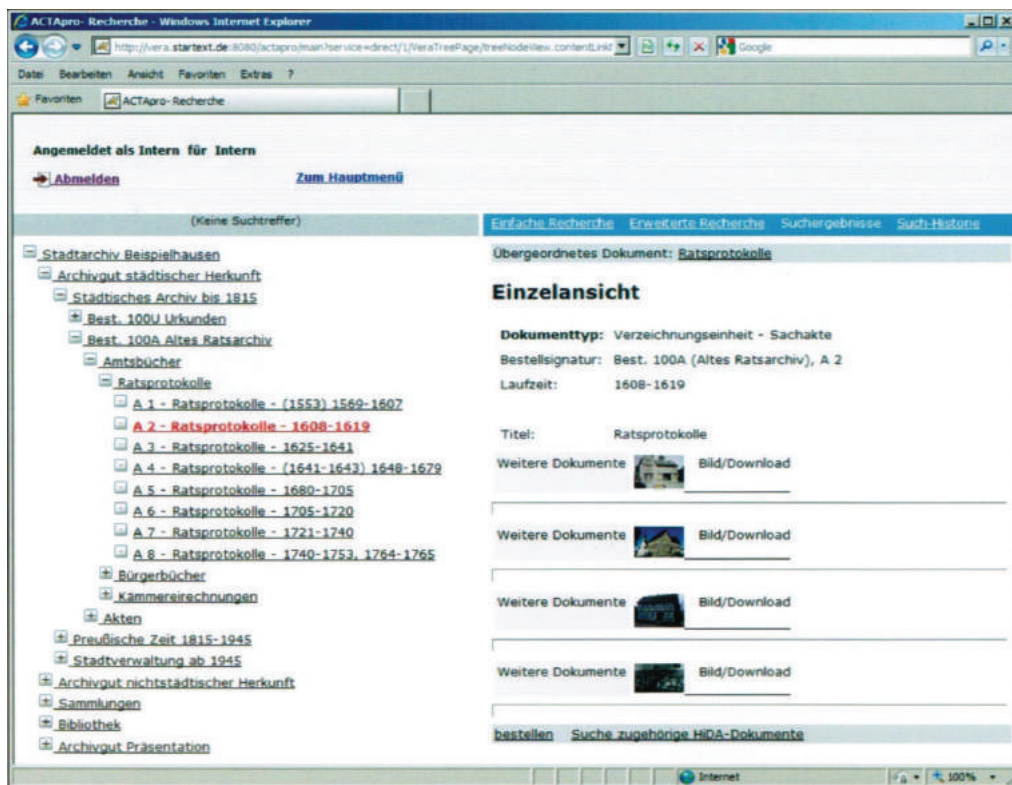 ACTApro- Recherche - Windows Internet Explorer
http://vera.startext.de:8080/actapro/main?service=direct/1/VeraTreePage/treeNodeView.contentLink
Google
Datei Bearbeiten Ansicht Favoriten Extras ?
Favoriten ACTApro- Recherche
Angemeldet als Intern für Intern
Abmelden Zum Hauptmenü
(Keine Suchtreffer)
Stadtarchiv Beispielhausen
Archivgut städtischer Herkunft
Städtisches Archiv bis 1815
Best. 100U Urkunden
Best. 100A Altes Ratsarchiv
Amtsbücher
Ratsprotokolle
A 1 - Ratsprotokolle - (1553) 1569-1607
A 2 - Ratsprotokolle - 1608-1619
A 3 - Ratsprotokolle - 1625-1641
A 4 - Ratsprotokolle - (1641-1643) 1648-1679
A 5 - Ratsprotokolle - 1680-1705
A 6 - Ratsprotokolle - 1705-1720
A 7 - Ratsprotokolle - 1721-1740
A 8 - Ratsprotokolle - 1740-1753, 1764-1765
Bürgerbücher
Kämmereirechnungen
Akten
Preußische Zeit 1815-1945
Stadtverwaltung ab 1945
Archivgut nichtstädtischer Herkunft
Sammlungen
Bibliothek
Archivgut Präsentation
Einfache Recherche Erweiterte Recherche Suchergebnisse Such-Historie
Übergeordnetes Dokument: Ratsprotokolle
Einzelansicht
Dokumenttyp: Verzeichnungseinheit - Sachakte
Bestellsignatur: Best. 100A (Altes Ratsarchiv), A 2
Laufzeit: 1608-1619
Titel: Ratsprotokolle
Weitere Dokumente Bild/Download
Weitere Dokumente Bild/Download
Weitere Dokumente Bild/Download
Weitere Dokumente Bild/Download
bestellen Suche zugehörige HiDA-Dokumente
Internet 100%